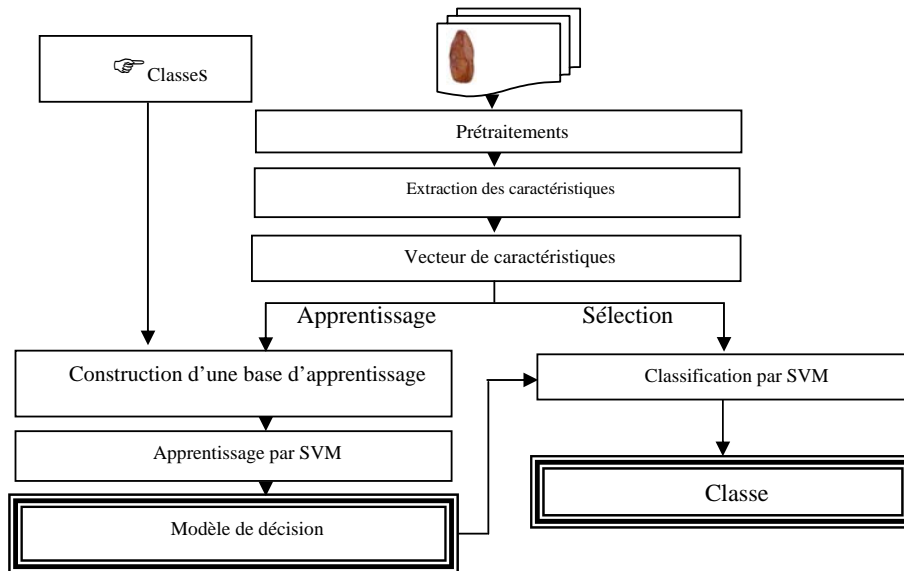 ☞ ClasseS
Prétraitements
Extraction des caractéristiques
Vecteur de caractéristiques
Apprentissage
Sélection
Construction d’une base d’apprentissage
Classification par SVM
Apprentissage par SVM
Classe
Modèle de décision